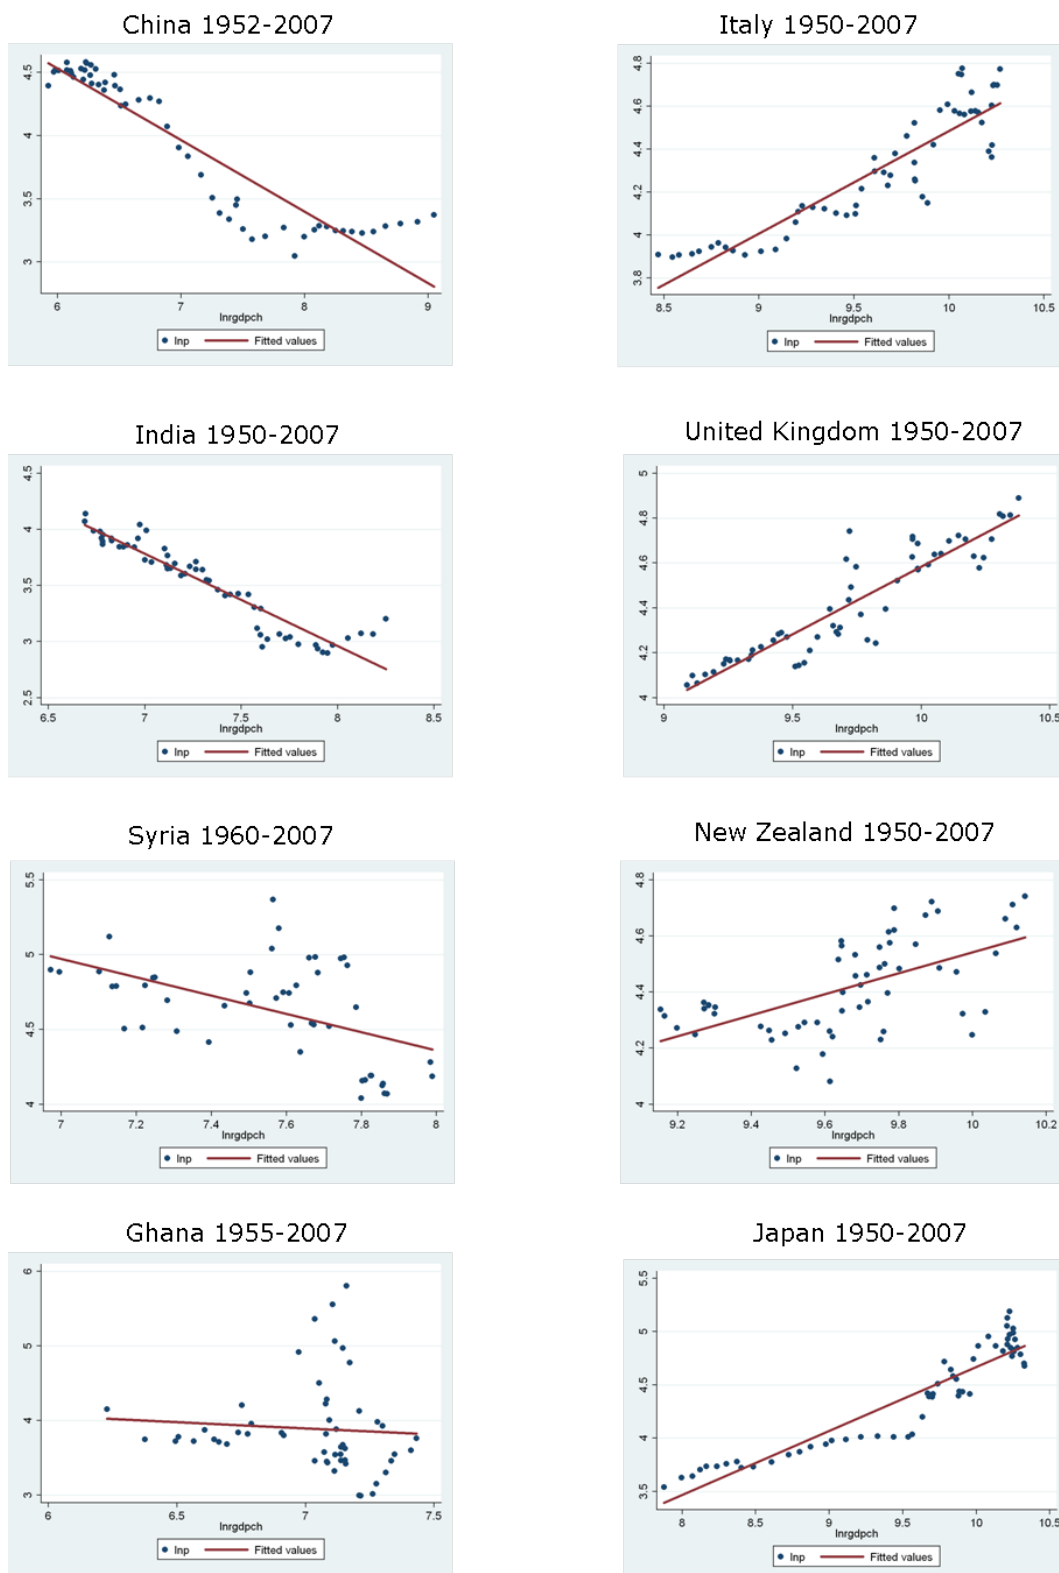 China 1952-2007
4.5
4
3.5
3
6 7 8 9
lnrgdpch
lnp Fitted values
Italy 1950-2007
4.8
4.6
4.4
4.2
4
3.8
8.5 9 9.5 10 10.5
lnrgdpch
lnp Fitted values
India 1950-2007
4.5
4
3.5
3
2.5
6.5 7 7.5 8 8.5
lnrgdpch
lnp Fitted values
United Kingdom 1950-2007
5
4.8
4.6
4.4
4.2
4
9 9.5 10 10.5
lnrgdpch
lnp Fitted values
Syria 1960-2007
5.5
5
4.5
4
7 7.2 7.4 7.6 7.8 8
lnrgdpch
lnp Fitted values
New Zealand 1950-2007
4.8
4.6
4.4
4.2
4
9.2 9.4 9.6 9.8 10 10.2
lnrgdpch
lnp Fitted values
Ghana 1955-2007
6
5
4
3
6 6.5 7 7.5
lnrgdpch
lnp Fitted values
Japan 1950-2007
5.5
5
4.5
4
3.5
8 8.5 9 9.5 10 10.5
lnrgdpch
lnp Fitted values